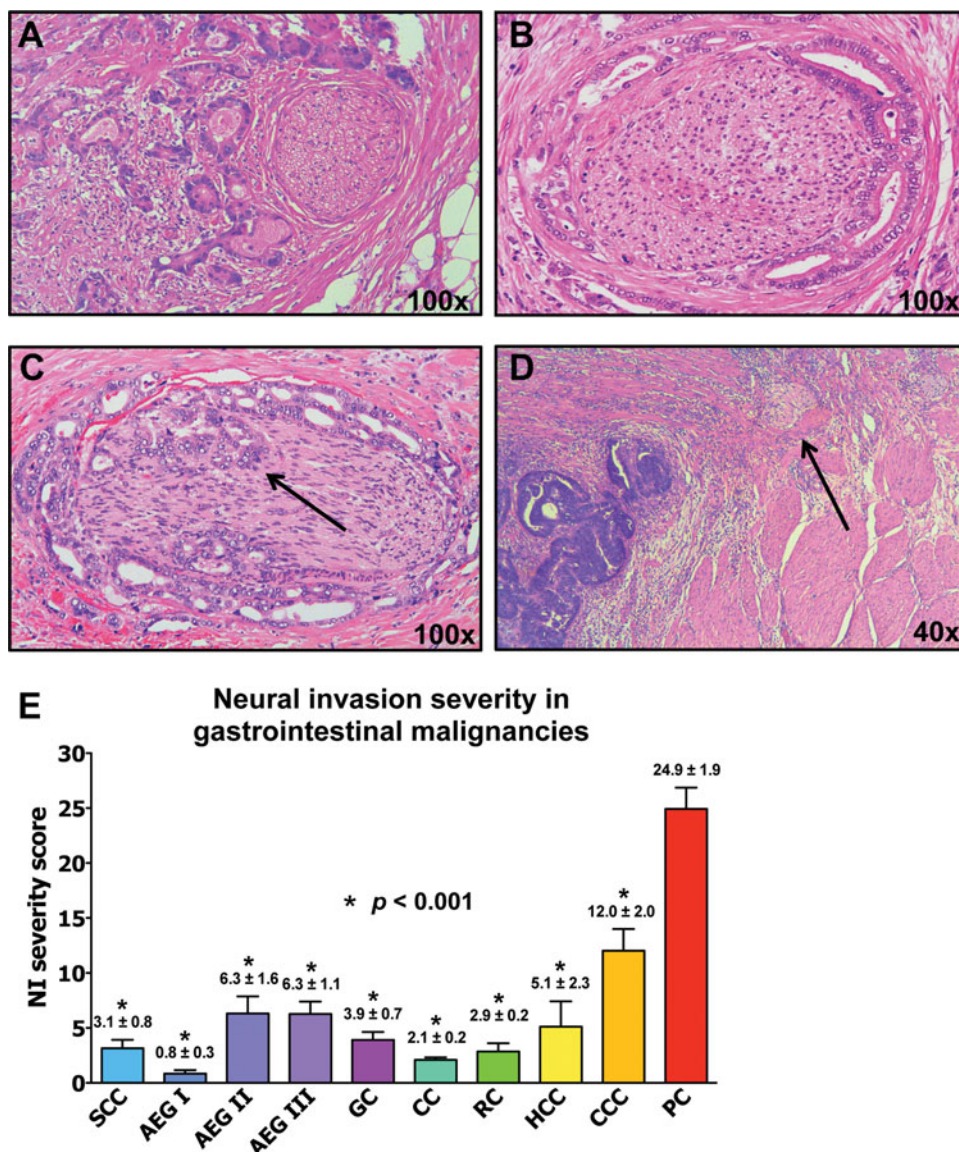 A
100x
B
100x
C
100x
D
40x
E
Neural invasion severity in
gastrointestinal malignancies
NI severity score
30
25
20
15
10
5
0
* p < 0.001
*
3.1 ± 0.8
*
0.8 ± 0.3
*
6.3 ± 1.6
*
6.3 ± 1.1
*
3.9 ± 0.7
*
2.1 ± 0.2
*
2.9 ± 0.2
*
5.1 ± 2.3
*
12.0 ± 2.0
24.9 ± 1.9
SCC
AEG I
AEG II
AEG III
GC
CC
RC
HCC
CCC
PC